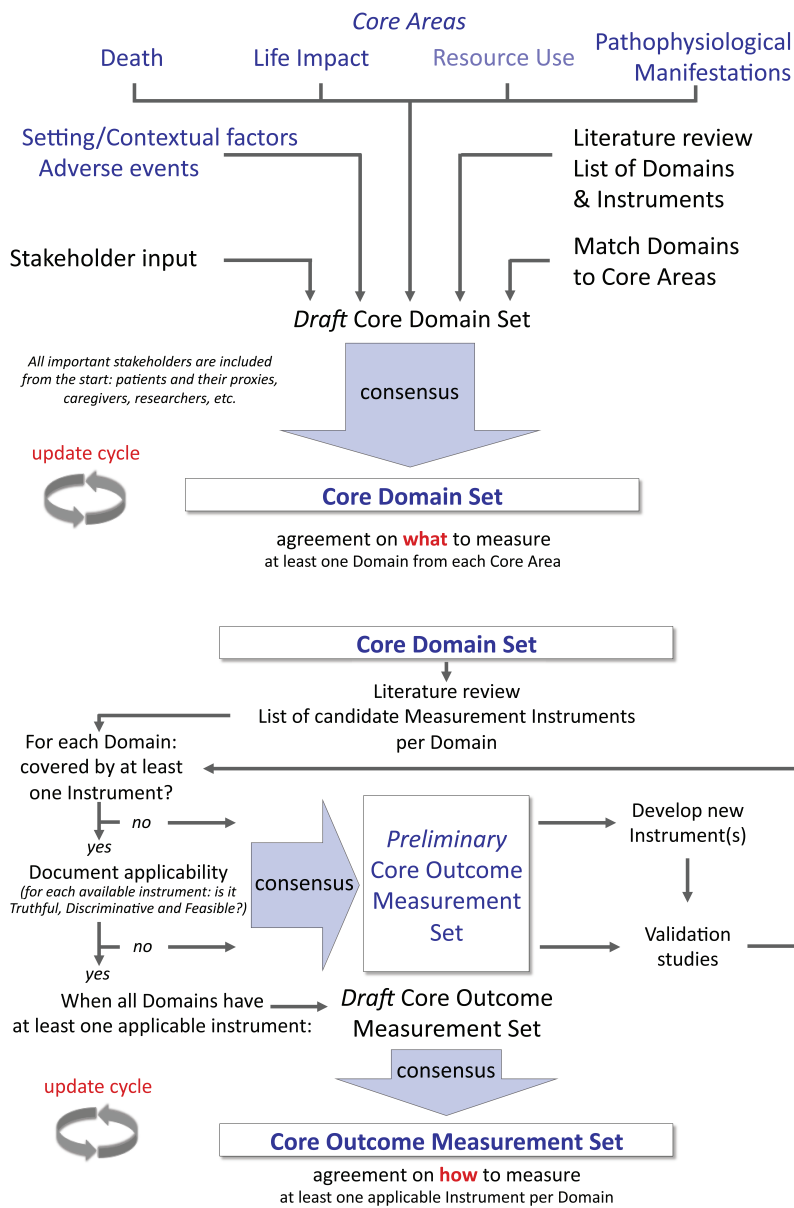 Core Areas
Death
Life Impact
Resource Use
Pathophysiological
Manifestations
Setting/Contextual factors
Adverse events
Literature review
List of Domains
& Instruments
Stakeholder input
Match Domains
to Core Areas
Draft Core Domain Set
All important stakeholders are included
from the start: patients and their proxies,
caregivers, researchers, etc.
consensus
update cycle
Core Domain Set
agreement on what to measure
at least one Domain from each Core Area
Core Domain Set
Literature review
List of candidate Measurement Instruments
per Domain
For each Domain:
covered by at least
one Instrument?
no
yes
Document applicability
(for each available instrument: is it
Truthful, Discriminative and Feasible?)
no
yes
consensus
Preliminary
Core Outcome
Measurement
Set
Develop new
Instrument(s)
Validation
studies
When all Domains have
at least one applicable instrument:
Draft Core Outcome
Measurement Set
consensus
update cycle
Core Outcome Measurement Set
agreement on how to measure
at least one applicable Instrument per Domain